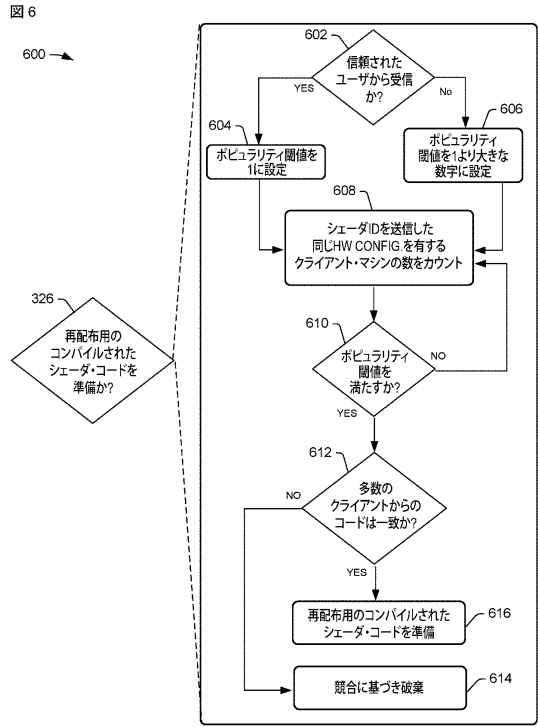 図 6
600
602
信頼された
ユーザから受信
か?
YES
No
604
ポピュラリティ閾値を
1に設定
606
ポピュラリティ
閾値を1より大きな
数字に設定
608
シェーダIDを送信した
同じHW CONFIG.を有する
クライアント・マシンの数をカウント
326
再配布用の
コンパイルされた
シェーダ・コードを
準備か?
610
ポピュラリティ
閾値を
満たすか?
NO
YES
612
多数の
クライアントからの
コードは一致か?
NO
YES
再配布用のコンパイルされた
シェーダ・コードを準備
616
競合に基づき破棄
614